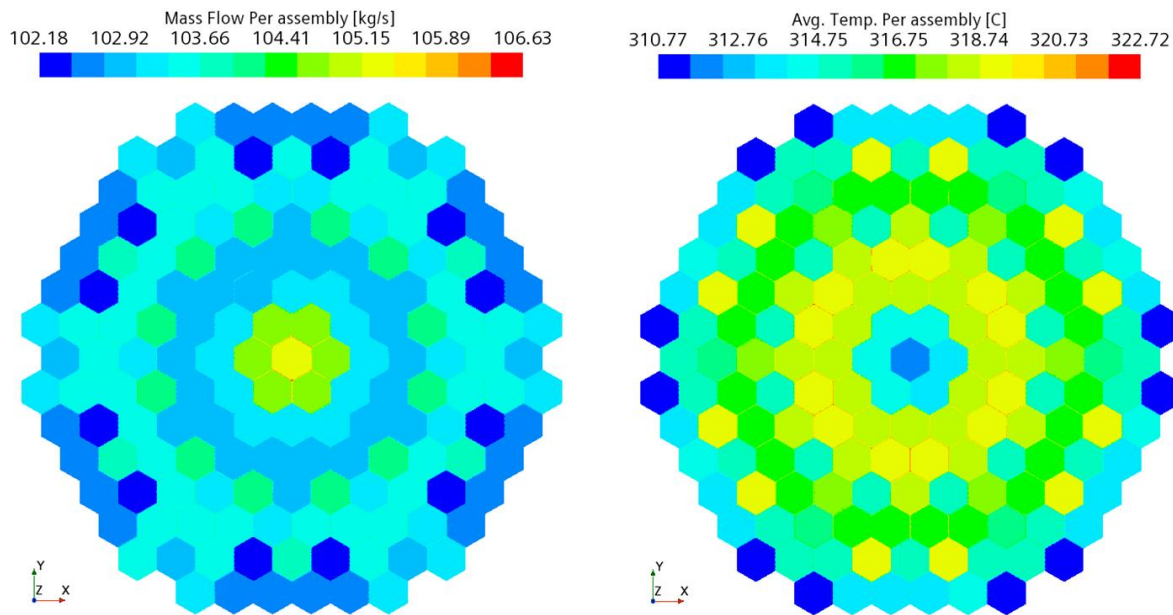 Mass Flow Per assembly [kg/s]
102.18 102.92 103.66 104.41 105.15 105.89 106.63
Y
Z X
Avg. Temp. Per assembly [C]
310.77 312.76 314.75 316.75 318.74 320.73 322.72
Y
Z X